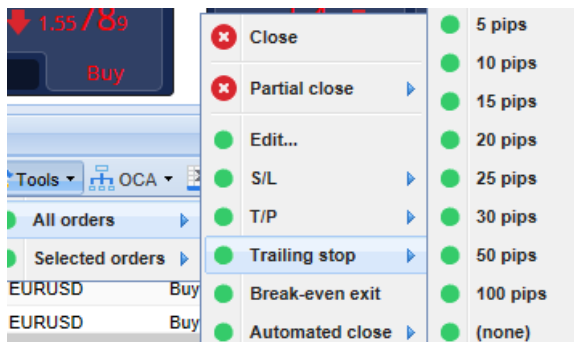 1.55 789
Buy
Tools
OCA
All orders
Selected orders
EURUSD Buy
EURUSD Buy
Close
Partial close
Edit...
S/L
T/P
Trailing stop
Break-even exit
Automated close
5 pips
10 pips
15 pips
20 pips
25 pips
30 pips
50 pips
100 pips
(none)